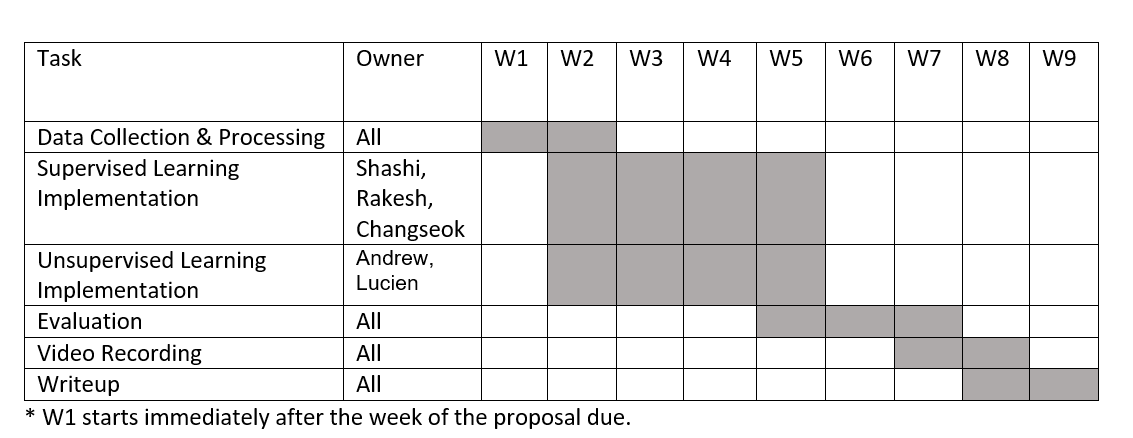 Task Owner W1 W2 W3 W4 W5 W6 W7 W8 W9
Data Collection & Processing All
Supervised Learning Shashi,
Implementation Rakesh,
Changseok
Unsupervised Learning Andrew,
Implementation Lucien
Evaluation All
Video Recording All
Writeup All
* W1 starts immediately after the week of the proposal due.